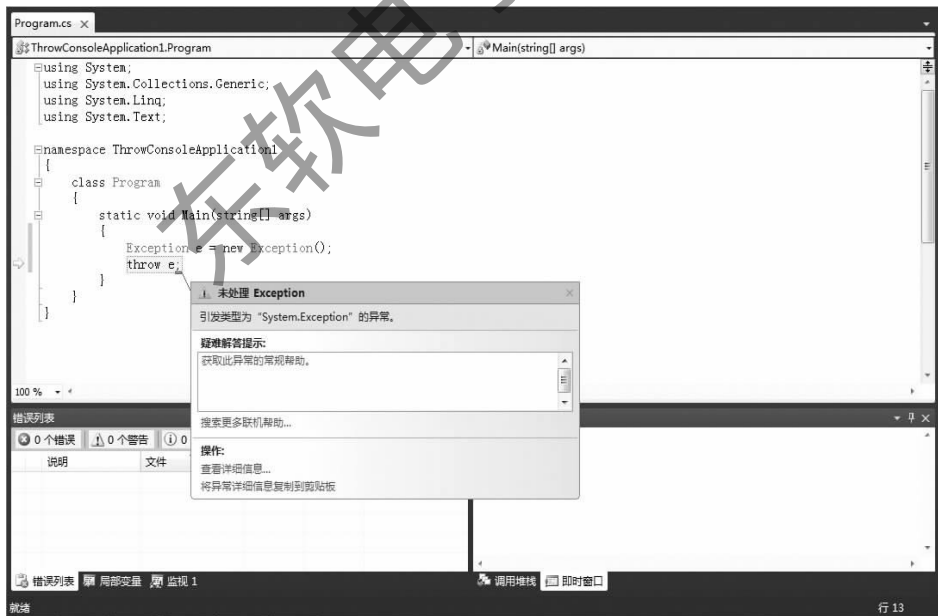 Program.cs ×
ThrowConsoleApplication1.Program
Main(string[] args)
using System;
using System.Collections.Generic;
using System.Linq;
using System.Text;
namespace ThrowConsoleApplication1
{
class Program
{
static void Main(string[] args)
{
Exception e = new Exception();
throw e;
}
}
}
未处理 Exception
引发类型为“System.Exception”的异常。
疑难解答提示:
获取此异常的常规帮助。
搜索更多联机帮助...
操作:
查看详细信息...
将异常详细信息复制到剪贴板
100 %
错误列表
0 个错误
0 个警告
0
说明
文件
错误列表
局部变量
监视 1
调用堆栈
即时窗口
就绪
行 13
东软电